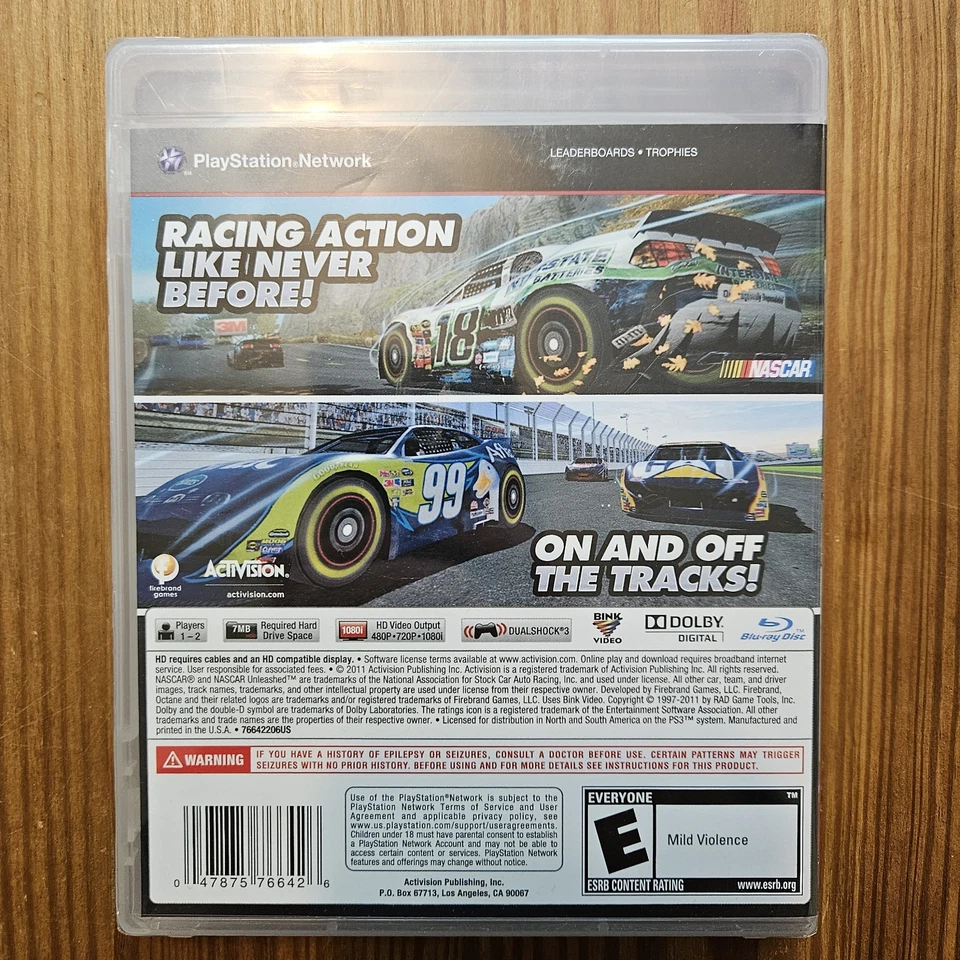 PlayStation®Network
LEADERBOARDS • TROPHIES
RACING ACTION
LIKE NEVER
BEFORE!
3M
INTERSTATE
BATTERIES
18
NASCAR
GOODYEAR
99
Aflac
CAT
ON AND OFF
THE TRACKS!
firebrand
games
ACTIVISION®
activision.com
Players
1 – 2
7MB
Required Hard
Drive Space
1080i
HD Video Output
480P•720P•1080i
DUALSHOCK®3
BINK
VIDEO
DOLBY
DIGITAL
Blu-ray Disc™
HD requires cables and an HD compatible display. • Software license terms available at www.activision.com. Online play and download requires broadband internet
service. User responsible for associated fees. • © 2011 Activision Publishing Inc. Activision is a registered trademark of Activision Publishing Inc. All rights reserved.
NASCAR® and NASCAR Unleashed™ are trademarks of the National Association for Stock Car Auto Racing, Inc. and used under license. All other car, team, and driver
images, track names, trademarks, and other intellectual property are used under license from their respective owner. Developed by Firebrand Games, LLC. Firebrand,
Octane and their related logos are trademarks and/or registered trademarks of Firebrand Games, LLC. Uses Bink Video. Copyright © 1997-2011 by RAD Game Tools, Inc.
Dolby and the double-D symbol are trademarks of Dolby Laboratories. The ratings icon is a registered trademark of the Entertainment Software Association. All other
trademarks and trade names are the properties of their respective owner. • Licensed for distribution in North and South America on the PS3™ system. Manufactured and
printed in the U.S.A. • 76642206US
WARNING
IF YOU HAVE A HISTORY OF EPILEPSY OR SEIZURES, CONSULT A DOCTOR BEFORE USE. CERTAIN PATTERNS MAY TRIGGER
SEIZURES WITH NO PRIOR HISTORY. BEFORE USING AND FOR MORE DETAILS SEE INSTRUCTIONS FOR THIS PRODUCT.
0 47875 76642 6
Use of the PlayStation®Network is subject to the
PlayStation Network Terms of Service and User
Agreement and applicable privacy policy, see
www.us.playstation.com/support/useragreements.
Children under 18 must have parental consent to establish
a PlayStation Network Account and may not be able to
access certain content or services. PlayStation Network
features and offerings may change without notice.
Activision Publishing, Inc.
P.O. Box 67713, Los Angeles, CA 90067
EVERYONE ™
E
Mild Violence
ESRB CONTENT RATING www.esrb.org